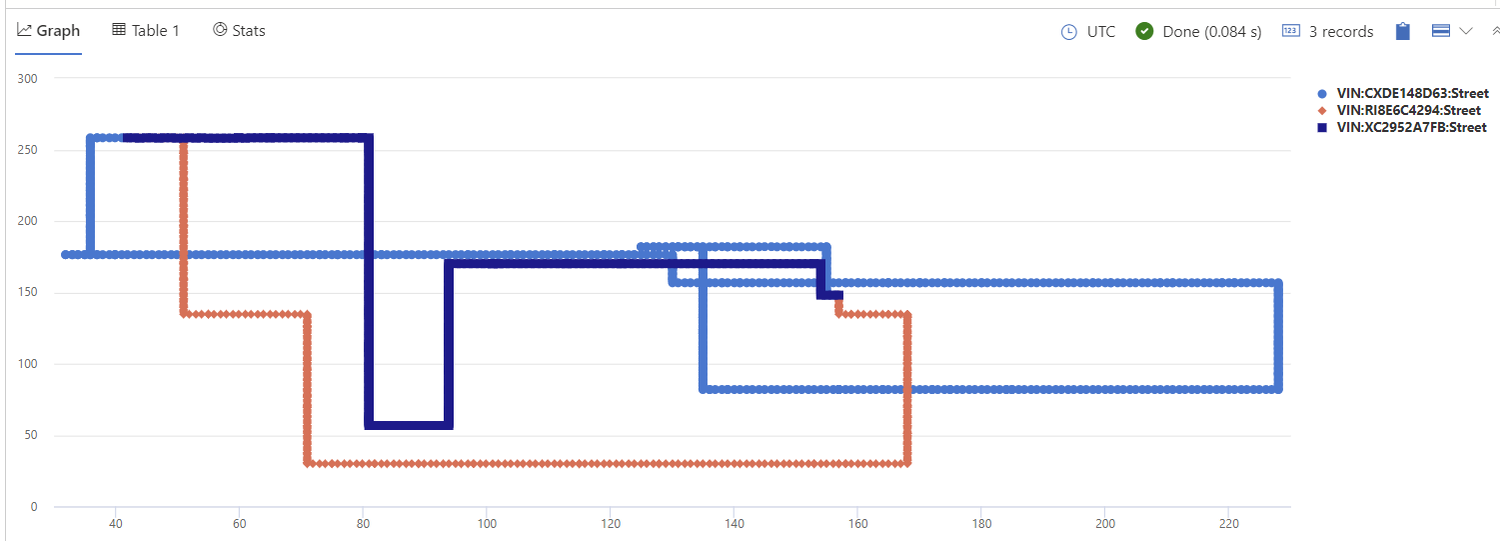 Graph Table 1 Stats UTC Done (0.084 s) 123 3 records
300
250
200
150
100
50
0
40 60 80 100 120 140 160 180 200 220
VIN:CXDE148D63:Street
VIN:RI8E6C4294:Street
VIN:XC2952A7FB:Street